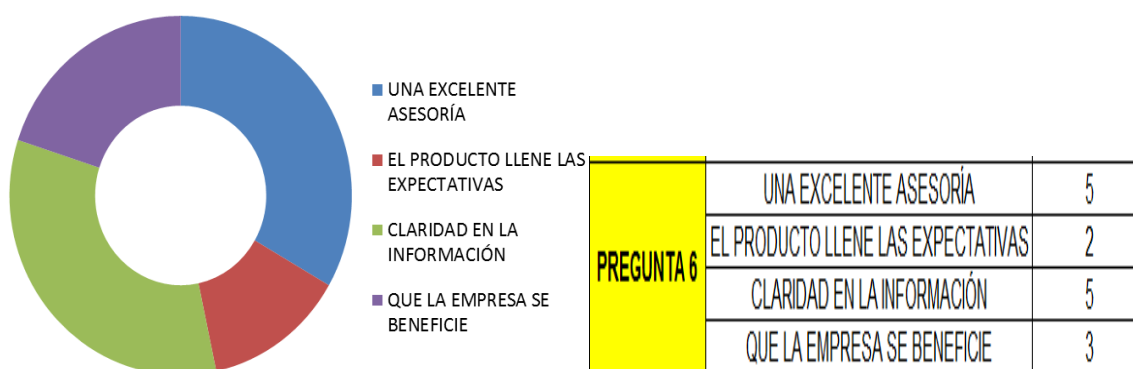 UNA EXCELENTE
ASESORÍA
EL PRODUCTO LLENE LAS
EXPECTATIVAS
CLARIDAD EN LA
INFORMACIÓN
QUE LA EMPRESA SE
BENEFICIE
PREGUNTA 6
UNA EXCELENTE ASESORÍA 5
EL PRODUCTO LLENE LAS EXPECTATIVAS 2
CLARIDAD EN LA INFORMACIÓN 5
QUE LA EMPRESA SE BENEFICIE 3